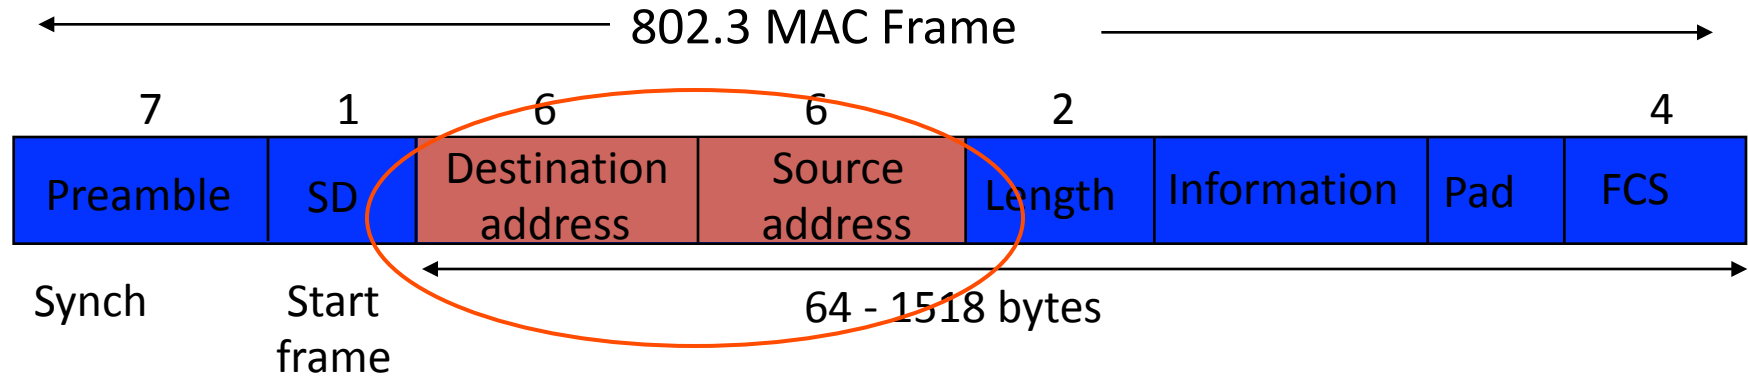 802.3 MAC Frame
7 1 6 6 2 4
Preamble SD Destination address Source address Length Information Pad FCS
Synch Start frame 64 - 1518 bytes